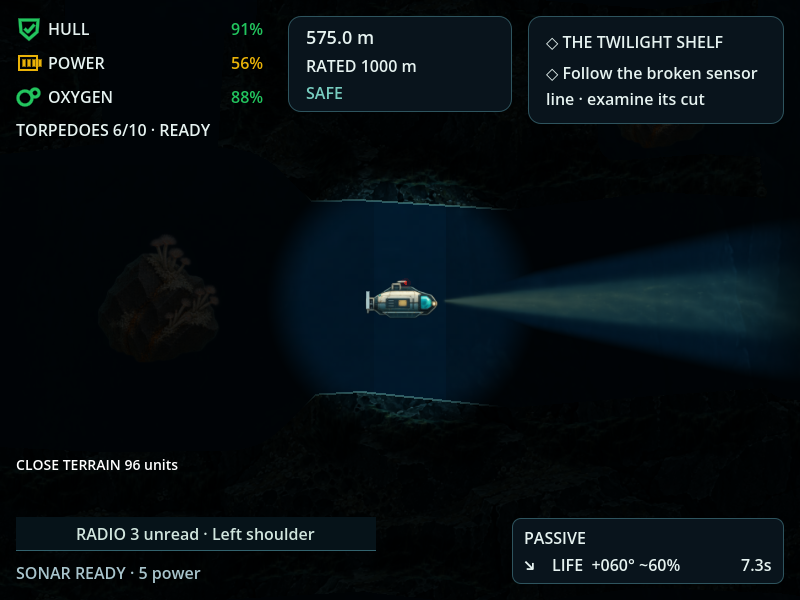 HULL 91%
POWER 56%
OXYGEN 88%
TORPEDOES 6/10 · READY
575.0 m
RATED 1000 m
SAFE
◇ THE TWILIGHT SHELF
◇ Follow the broken sensor
line · examine its cut
CLOSE TERRAIN 96 units
RADIO 3 unread · Left shoulder
SONAR READY · 5 power
PASSIVE
↘ LIFE +060° ~60% 7.3s